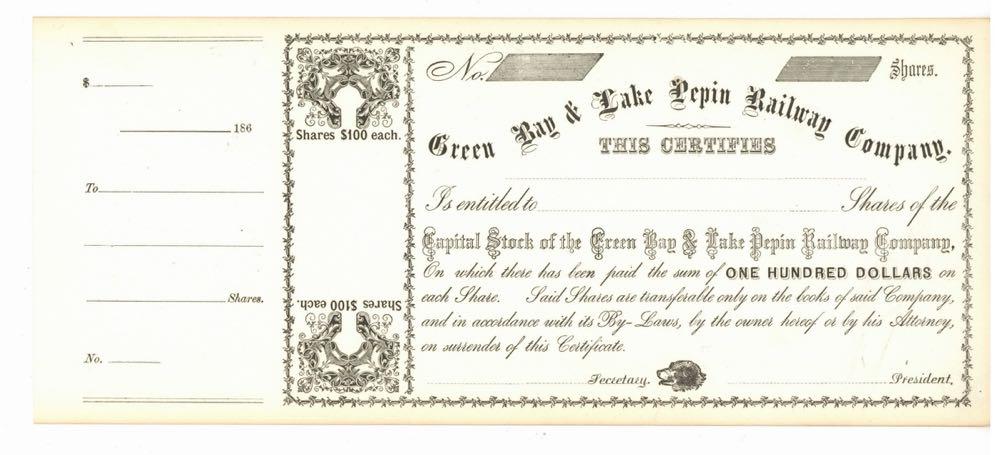 $
186
To
Shares.
No.
Shares $100 each.
Shares $100 each.
No. Shares.
Green Bay & Lake Pepin Railway Company.
THIS CERTIFIES
Is entitled to Shares of the
Capital Stock of the Green Bay & Lake Pepin Railway Company,
On which there has been paid the sum of ONE HUNDRED DOLLARS on
each Share. Said Shares are transferable only on the books of said Company,
and in accordance with its By-Laws, by the owner hereof or by his Attorney,
on surrender of this Certificate.
Secretary. President.